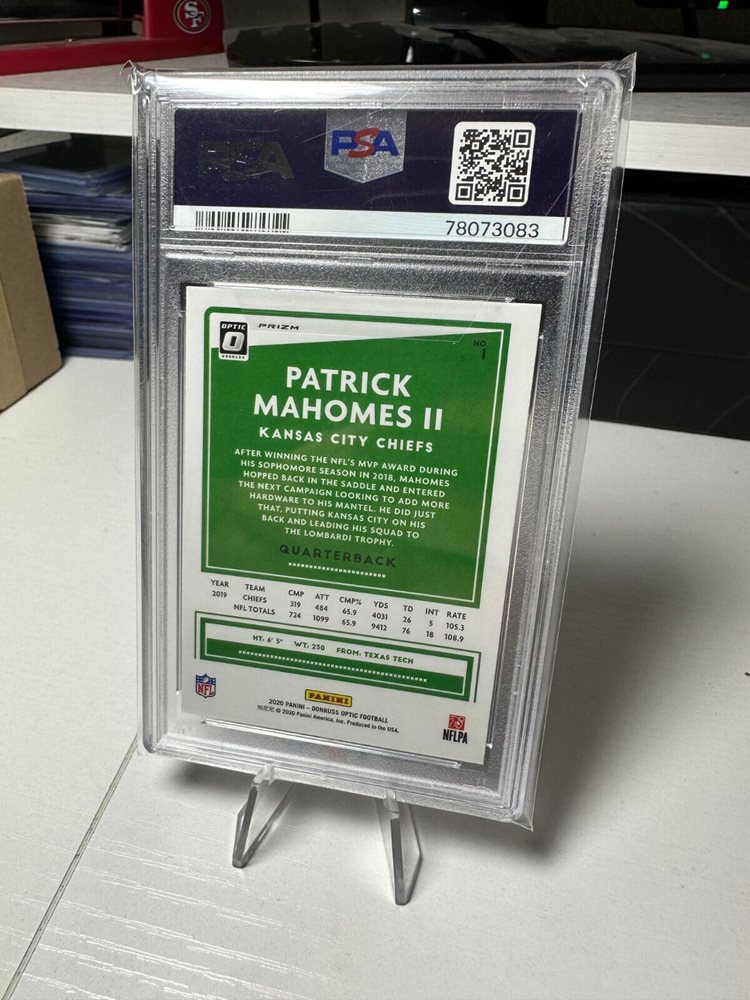 SF
PSA
PSA
78073083
OPTIC
DONRUSS
PRIZM
NO.
1
PATRICK
MAHOMES II
KANSAS CITY CHIEFS
AFTER WINNING THE NFL'S MVP AWARD DURING
HIS SOPHOMORE SEASON IN 2018, MAHOMES
HOPPED BACK IN THE SADDLE AND ENTERED
THE NEXT CAMPAIGN LOOKING TO ADD MORE
HARDWARE TO HIS MANTEL. HE DID JUST
THAT, PUTTING KANSAS CITY ON HIS
BACK AND LEADING HIS SQUAD TO
THE LOMBARDI TROPHY.
QUARTERBACK
YEAR TEAM CMP ATT CMP% YDS TD INT RATE
2019 CHIEFS 319 484 65.9 4031 26 5 105.3
NFL TOTALS 724 1099 65.9 9412 76 18 108.9
HT: 6' 3" WT: 230 FROM: TEXAS TECH
NFL
PANINI
2020 PANINI - DONRUSS OPTIC FOOTBALL
© 2020 Panini America, Inc. Produced in the USA.
NFLPA